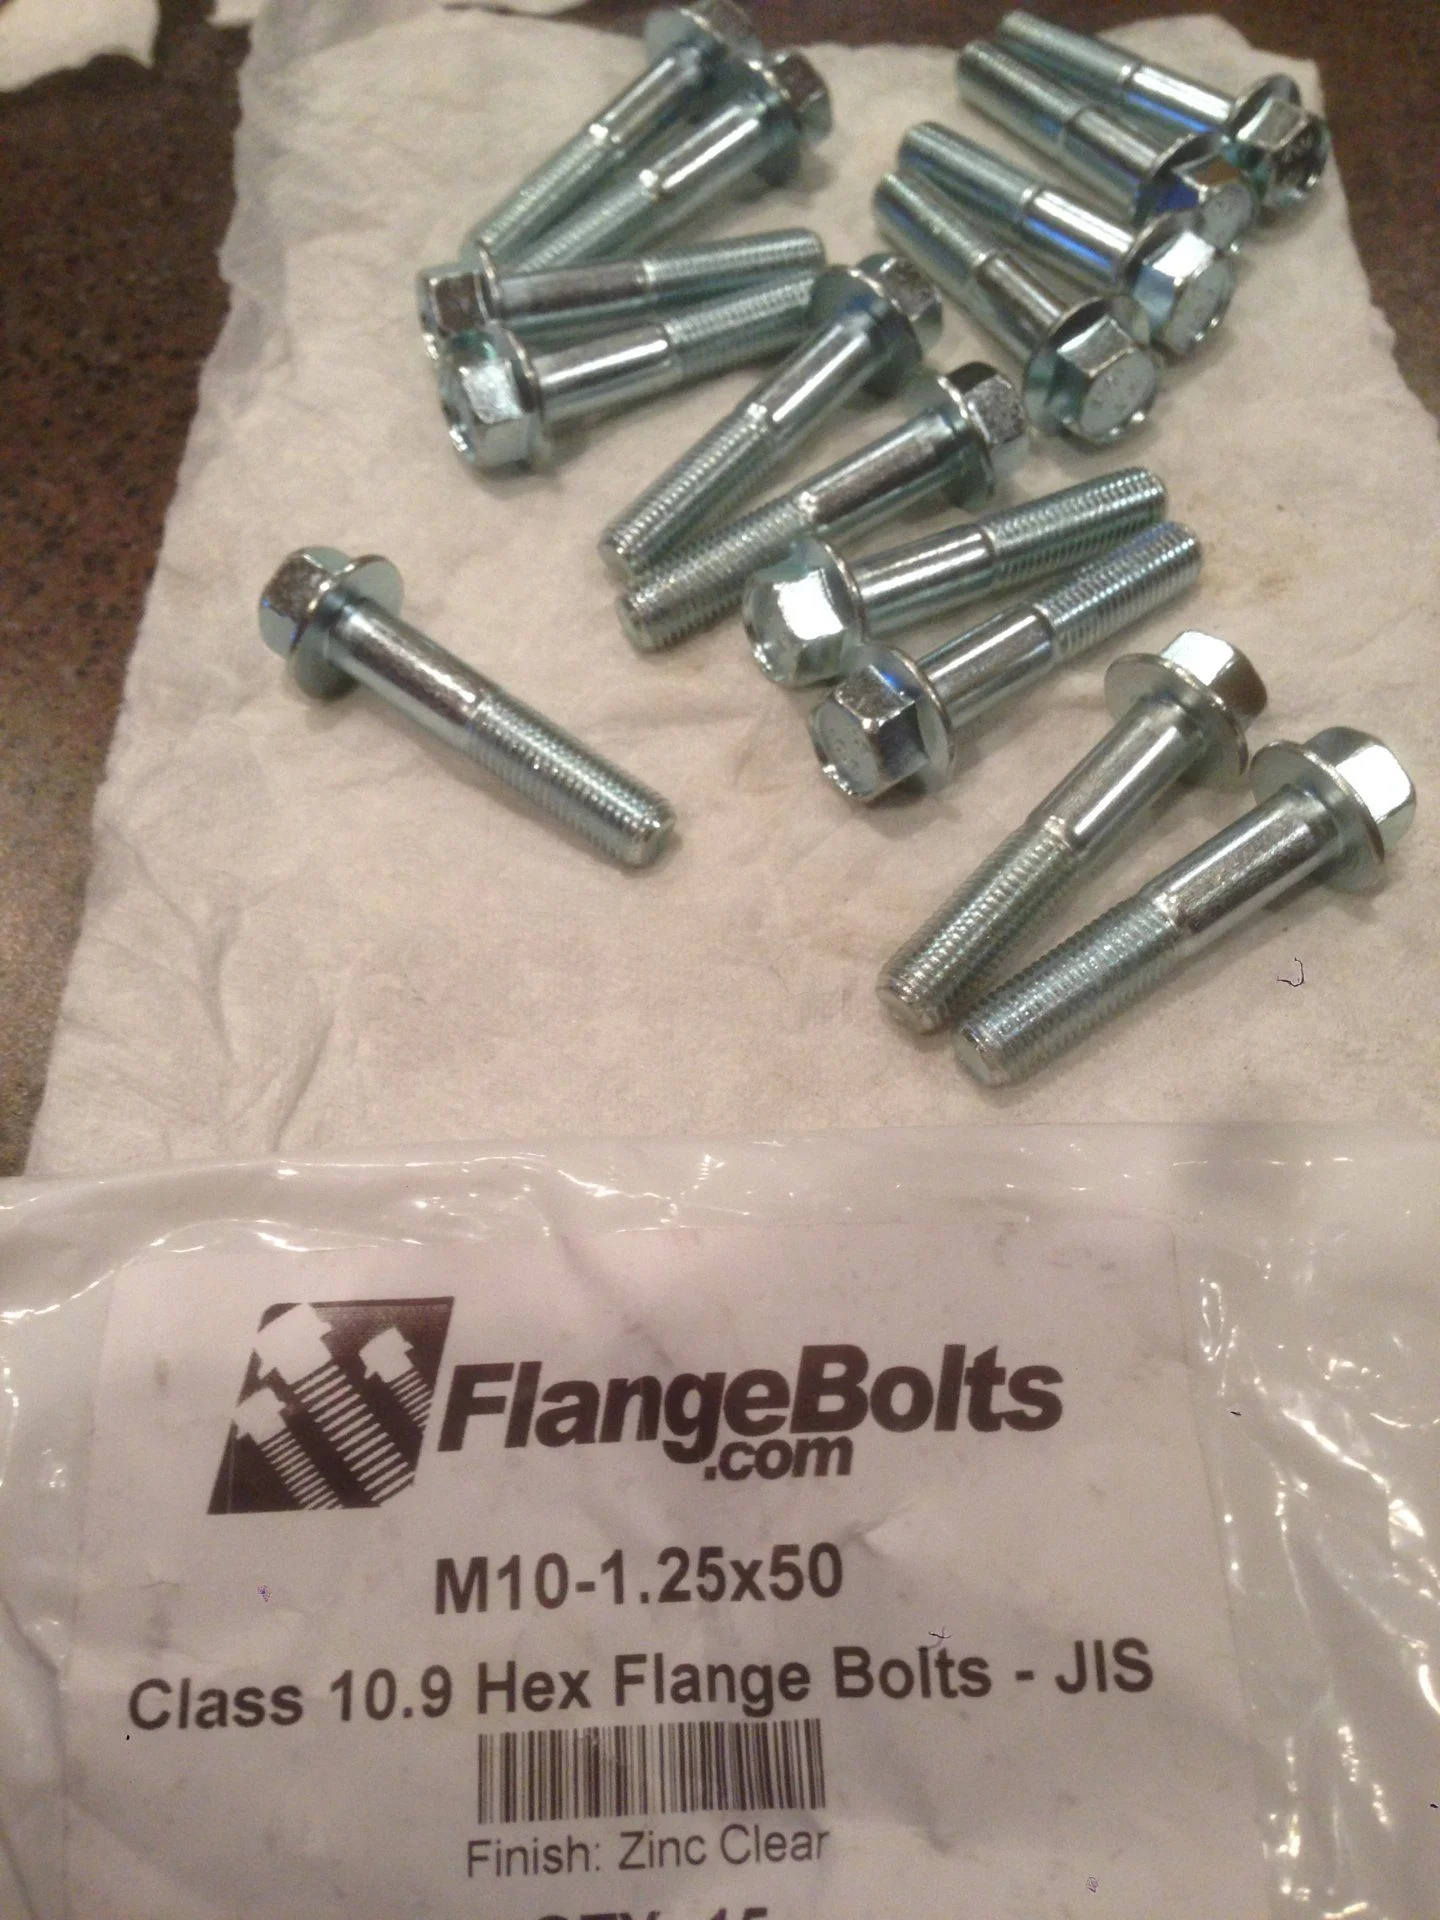 FlangeBolts
.com
M10-1.25x50
Class 10.9 Hex Flange Bolts - JIS
Finish: Zinc Clear